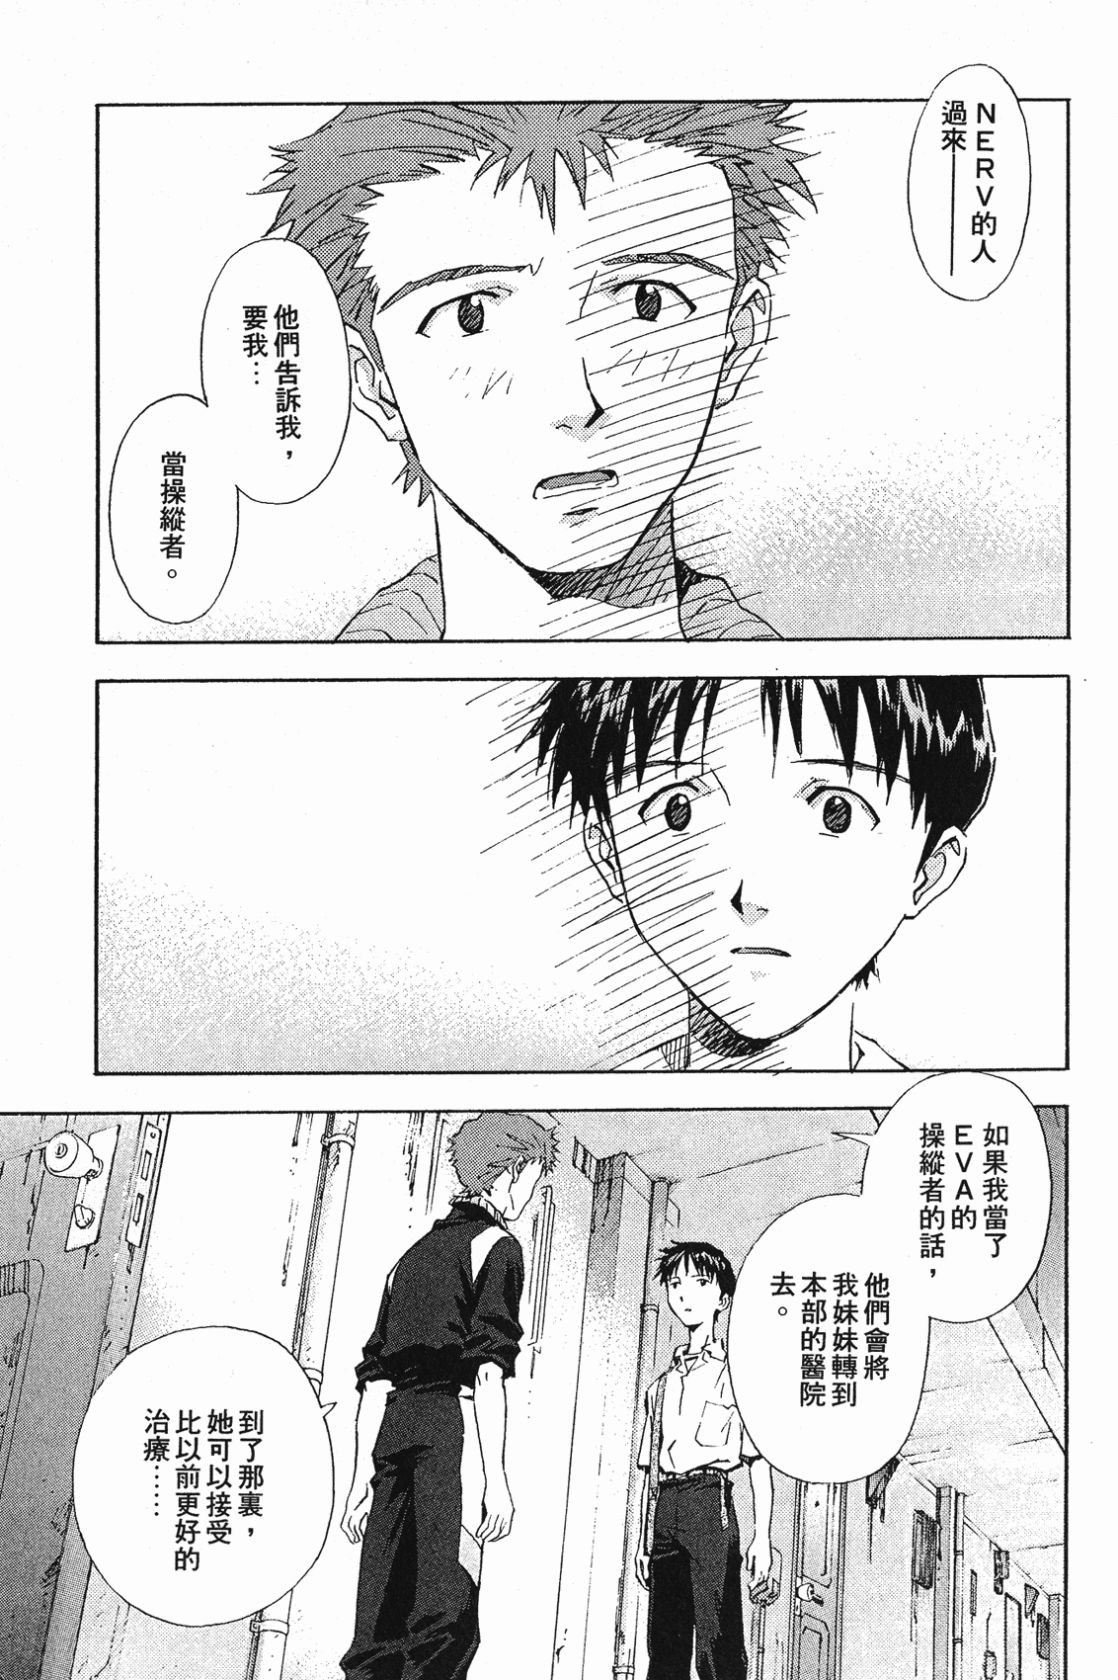 NERV的人
過來——
他們告訴我，
要我…
當操縱者。
如果我當了
EVA的
操縱者的話，
他們會將
我妹妹轉到
本部的醫院
去。
到了那裏，
她可以接受
比以前更好的
治療……